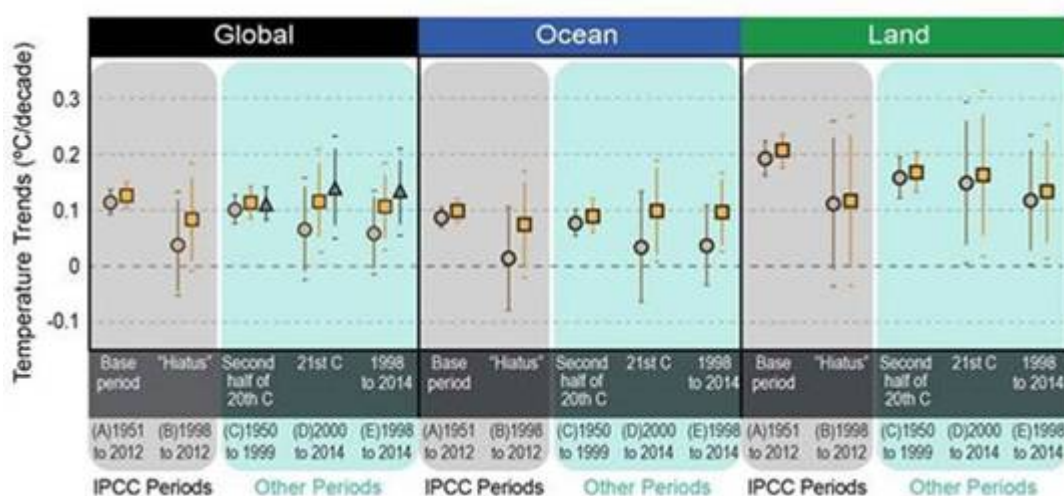 Global Ocean Land
Temperature Trends (ºC/decade)
0.3
0.2
0.1
0
-0.1
Base "Hiatus" Second 21st C 1998 Base "Hiatus" Second 21st C 1998 Base "Hiatus" Second 21st C 1998
period half of to 2014 period half of to 2014 period half of to 2014
20th C 20th C 20th C
(A)1951 (B)1998 (C)1950 (D)2000 (E)1998 (A)1951 (B)1998 (C)1950 (D)2000 (E)1998 (A)1951 (B)1998 (C)1950 (D)2000 (E)1998
to 2012 to 2012 to 1999 to 2014 to 2014 to 2012 to 2012 to 1999 to 2014 to 2014 to 2012 to 2012 to 1999 to 2014 to 2014
IPCC Periods Other Periods IPCC Periods Other Periods IPCC Periods Other Periods